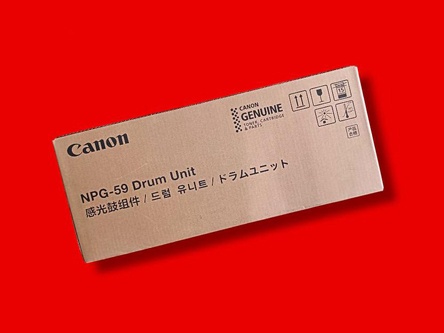 Canon
CANON
GENUINE
TONER, CARTRIDGE
& PARTS
NPG-59 Drum Unit
感光鼓组件 / 드럼 유니트 / ドラムユニット